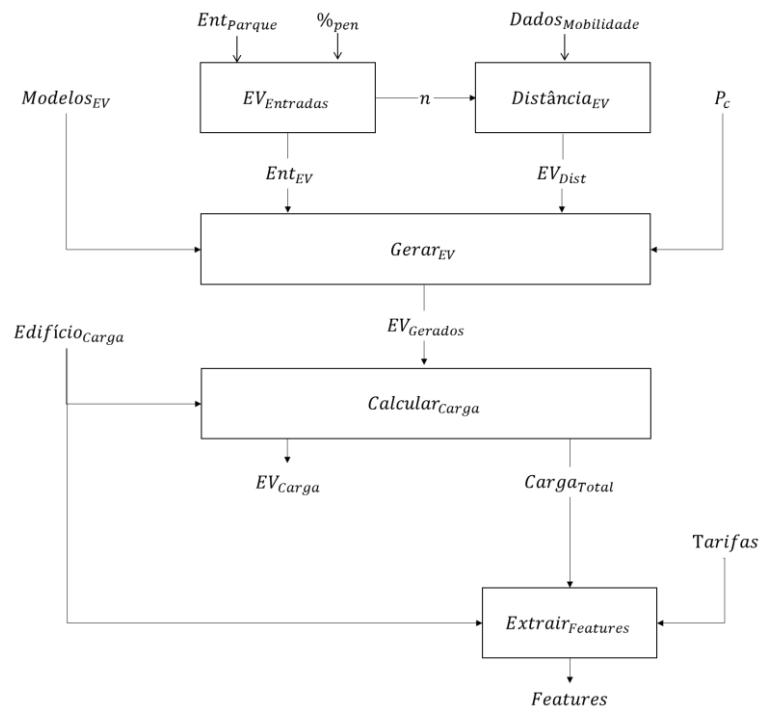 Ent_Parque %_pen Dados_Mobilidade
Modelos_EV EV_Entradas n Distância_EV P_c
Ent_EV EV_Dist
Gerar_EV
Edifício_Carga EV_Gerados
Calcular_Carga
EV_Carga Carga_Total
Tarifas
Extrair_Features
Features